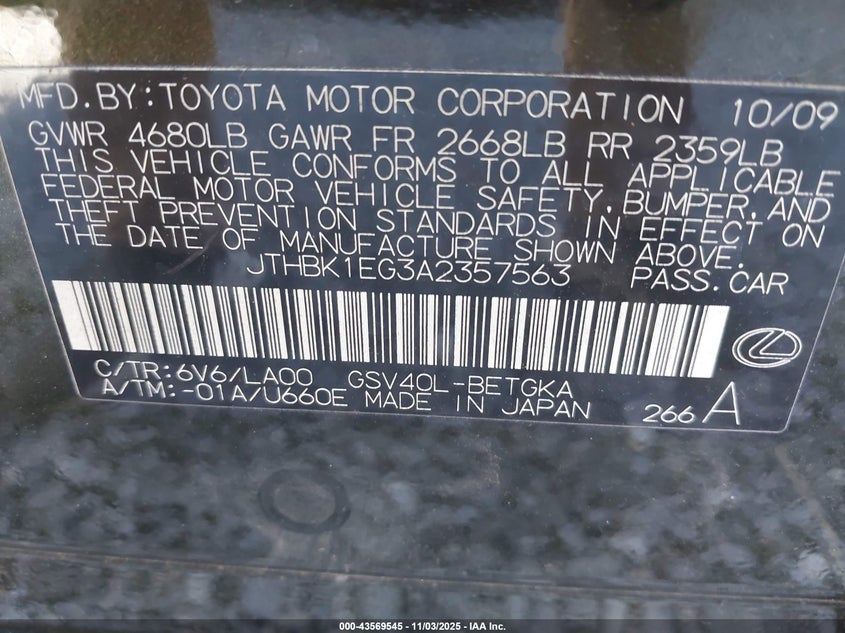 MFD.BY:TOYOTA MOTOR CORPORATION 10/09
GVWR 4680LB GAWR FR 2668LB RR 2359LB
THIS VEHICLE CONFORMS TO ALL APPLICABLE
FEDERAL MOTOR VEHICLE SAFETY,BUMPER,AND
THEFT PREVENTION STANDARDS IN EFFECT ON
THE DATE OF MANUFACTURE SHOWN ABOVE.
JTHBK1EG3A2357563 PASS.CAR
C/TR:6V6/LA00 GSV40L-BETGKA
A/TM:-01A/U660E MADE IN JAPAN 266 A
000-43569545 - 11/03/2025 - IAA Inc.